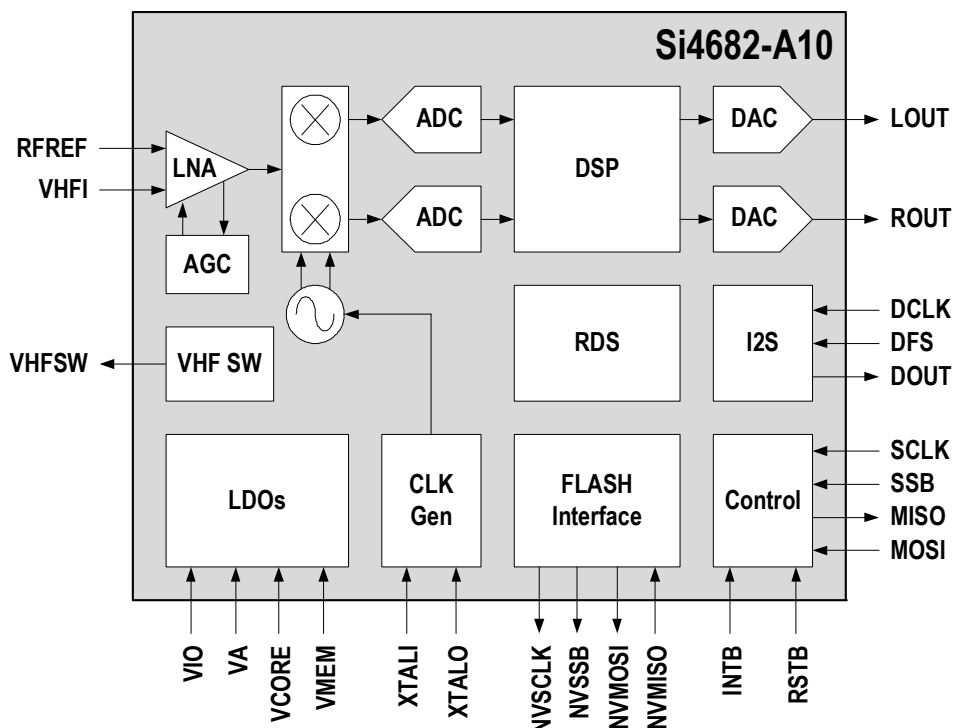 Si4682-A10
RFREF
VHFI
LNA
AGC
ADC
ADC
DSP
DAC
DAC
LOUT
ROUT
VHFSW
VHF SW
RDS
I2S
DCLK
DFS
DOUT
LDOs
CLK
Gen
FLASH
Interface
Control
SCLK
SSB
MISO
MOSI
VIO
VA
VCORE
VMEM
XTALI
XTALO
NVSCLK
NVSSB
NVMOSI
NVMISO
INTB
RSTB